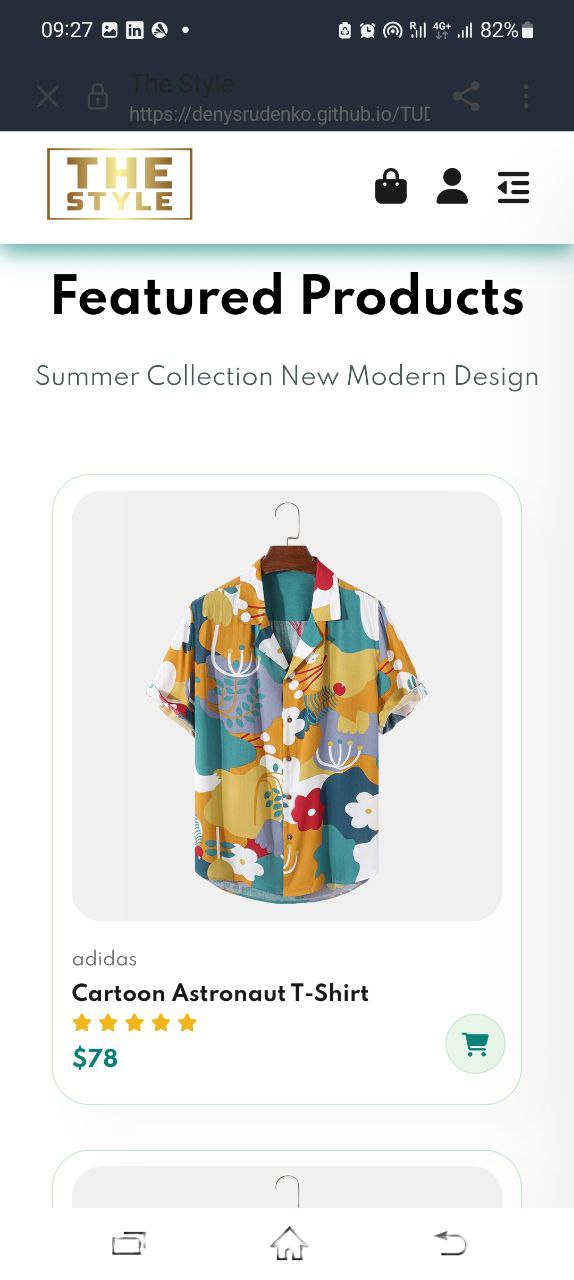 09:27
R
4G+
82%
The Style
https://denysrudenko.github.io/TUD
THE
STYLE
Featured Products
Summer Collection New Modern Design
adidas
Cartoon Astronaut T-Shirt
$78